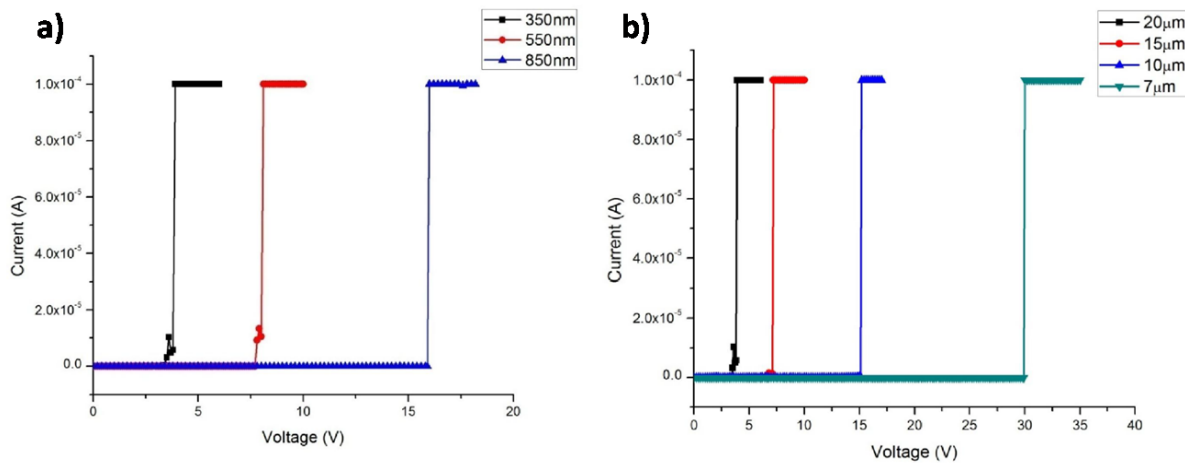 a)
350nm
550nm
850nm
1.0x10-4
8.0x10-5
6.0x10-5
4.0x10-5
2.0x10-5
0.0
Current (A)
0 5 10 15 20
Voltage (V)
b)
20μm
15μm
10μm
7μm
1.0x10-4
8.0x10-5
6.0x10-5
4.0x10-5
2.0x10-5
0.0
Current (A)
0 5 10 15 20 25 30 35 40
Voltage (V)